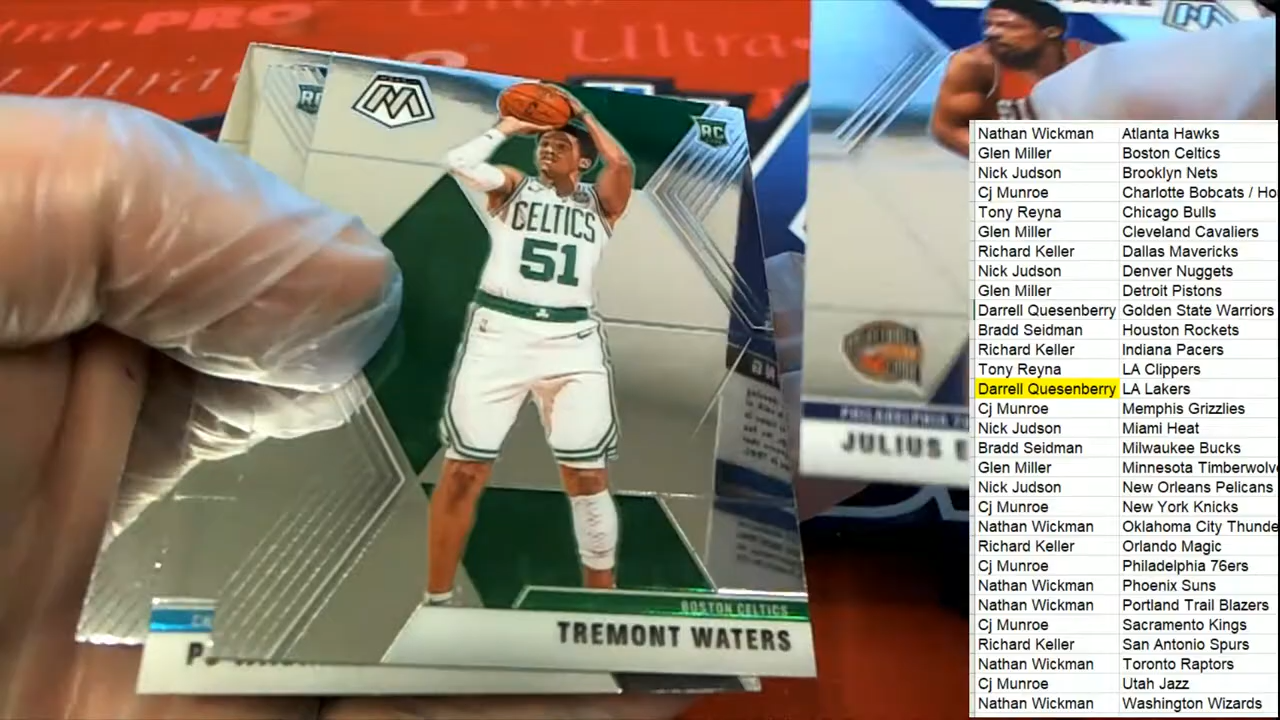 Ultra PRO
Ultra
RC
CELTICS
51
BOSTON CELTICS
TREMONT WATERS
JULIUS E
Nathan Wickman Atlanta Hawks
Glen Miller Boston Celtics
Nick Judson Brooklyn Nets
Cj Munroe Charlotte Bobcats / Ho
Tony Reyna Chicago Bulls
Glen Miller Cleveland Cavaliers
Richard Keller Dallas Mavericks
Nick Judson Denver Nuggets
Glen Miller Detroit Pistons
Darrell Quesenberry Golden State Warriors
Bradd Seidman Houston Rockets
Richard Keller Indiana Pacers
Tony Reyna LA Clippers
Darrell Quesenberry LA Lakers
Cj Munroe Memphis Grizzlies
Nick Judson Miami Heat
Bradd Seidman Milwaukee Bucks
Glen Miller Minnesota Timberwolv
Nick Judson New Orleans Pelicans
Cj Munroe New York Knicks
Nathan Wickman Oklahoma City Thunde
Richard Keller Orlando Magic
Cj Munroe Philadelphia 76ers
Nathan Wickman Phoenix Suns
Nathan Wickman Portland Trail Blazers
Cj Munroe Sacramento Kings
Richard Keller San Antonio Spurs
Nathan Wickman Toronto Raptors
Cj Munroe Utah Jazz
Nathan Wickman Washington Wizards